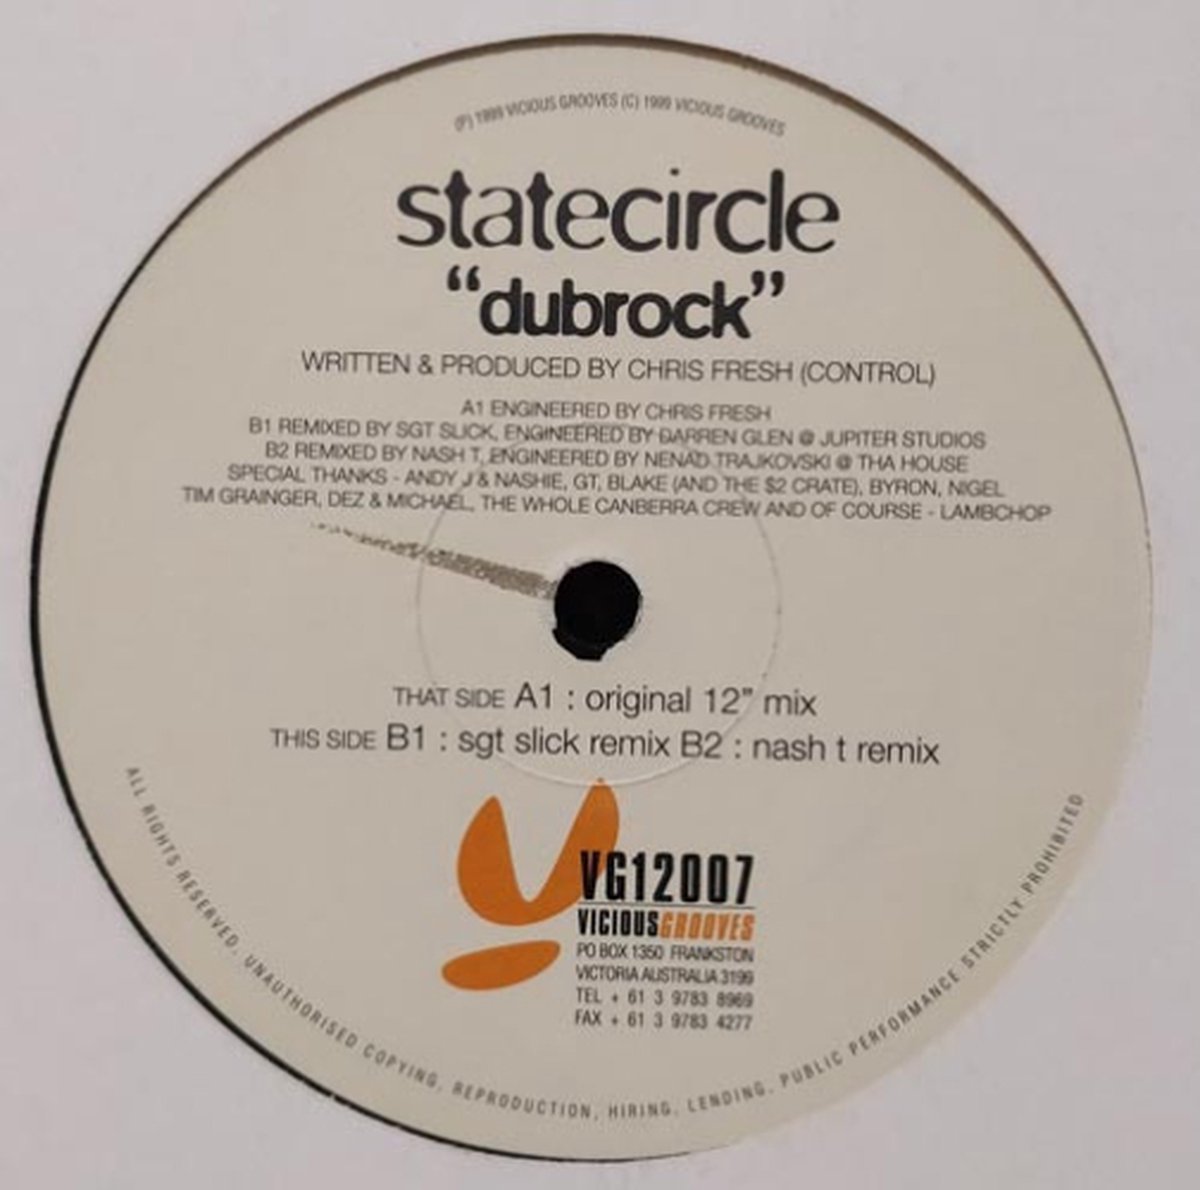 (P) 1999 VICIOUS GROOVES (C) 1999 VICIOUS GROOVES
statecircle
“dubrock”
WRITTEN & PRODUCED BY CHRIS FRESH (CONTROL)
A1 ENGINEERED BY CHRIS FRESH
B1 REMIXED BY SGT SLICK, ENGINEERED BY DARREN GLEN @ JUPITER STUDIOS
B2 REMIXED BY NASH T, ENGINEERED BY NENAD TRAJKOVSKI @ THA HOUSE
SPECIAL THANKS - ANDY J & NASHIE, GT, BLAKE (AND THE $2 CRATE), BYRON, NIGEL
TIM GRAINGER, DEZ & MICHAEL, THE WHOLE CANBERRA CREW AND OF COURSE - LAMBCHOP
THAT SIDE A1 : original 12" mix
THIS SIDE B1 : sgt slick remix B2 : nash t remix
VG12007
VICIOUSGROOVES
PO BOX 1350 FRANKSTON
VICTORIA AUSTRALIA 3199
TEL + 61 3 9783 8969
FAX + 61 3 9783 4277
ALL RIGHTS RESERVED. UNAUTHORISED COPYING, REPRODUCTION, HIRING, LENDING, PUBLIC PERFORMANCE STRICTLY PROHIBITED